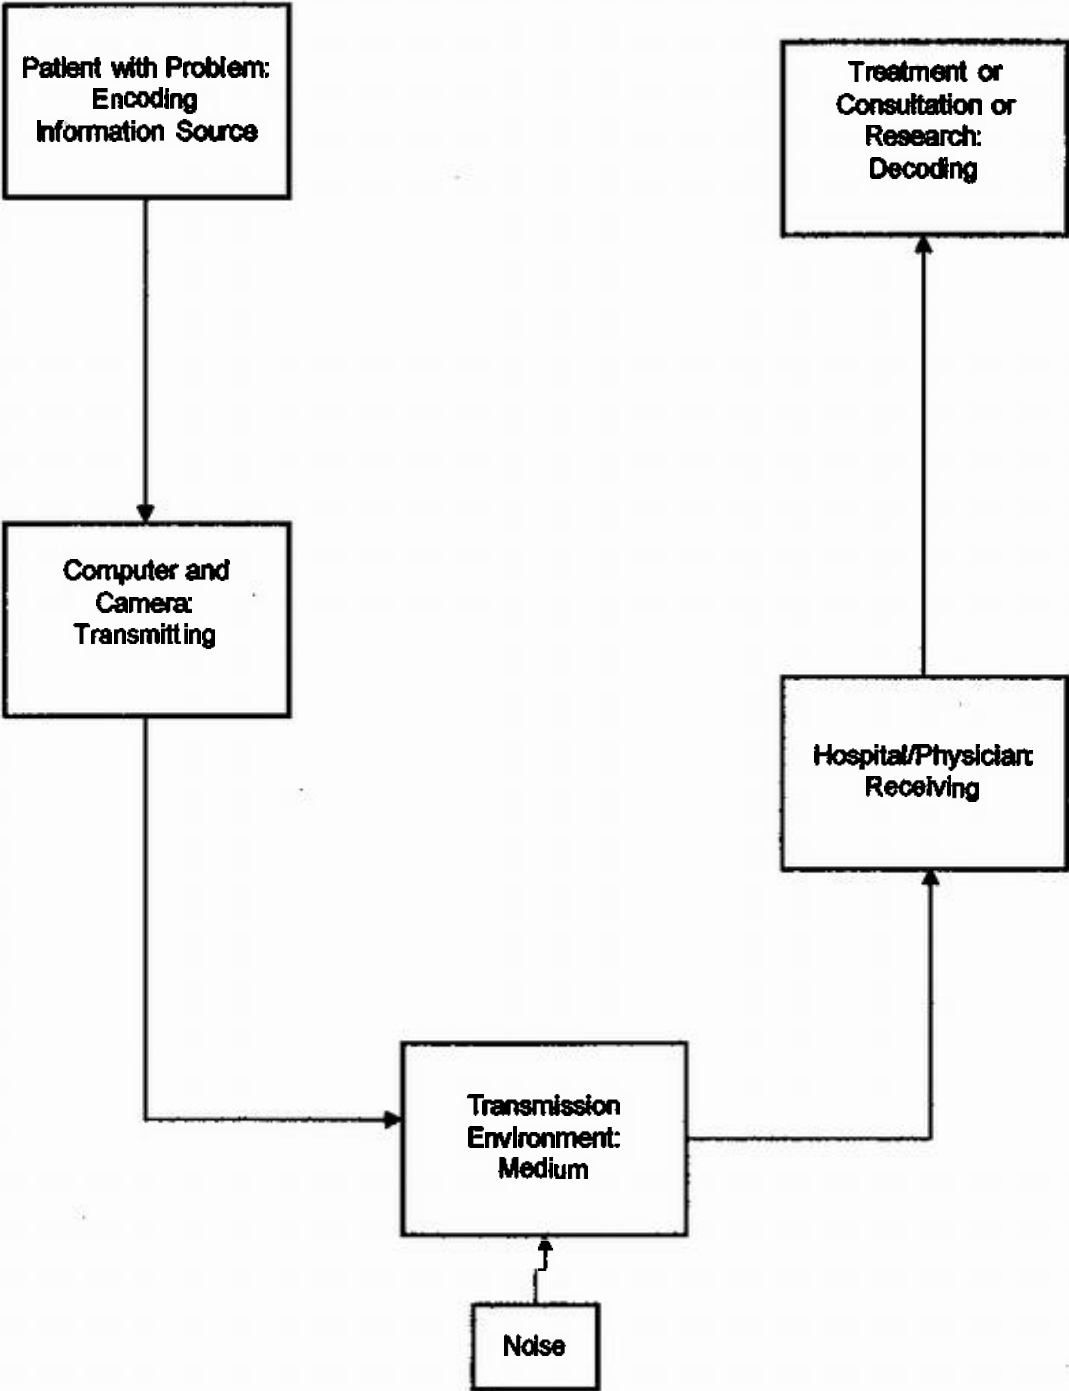 Patient with Problem:
Encoding
Information Source
Treatment or
Consultation or
Research:
Decoding
Computer and
Camera:
Transmitting
Hospital/Physician:
Receiving
Transmission
Environment:
Medium
Noise